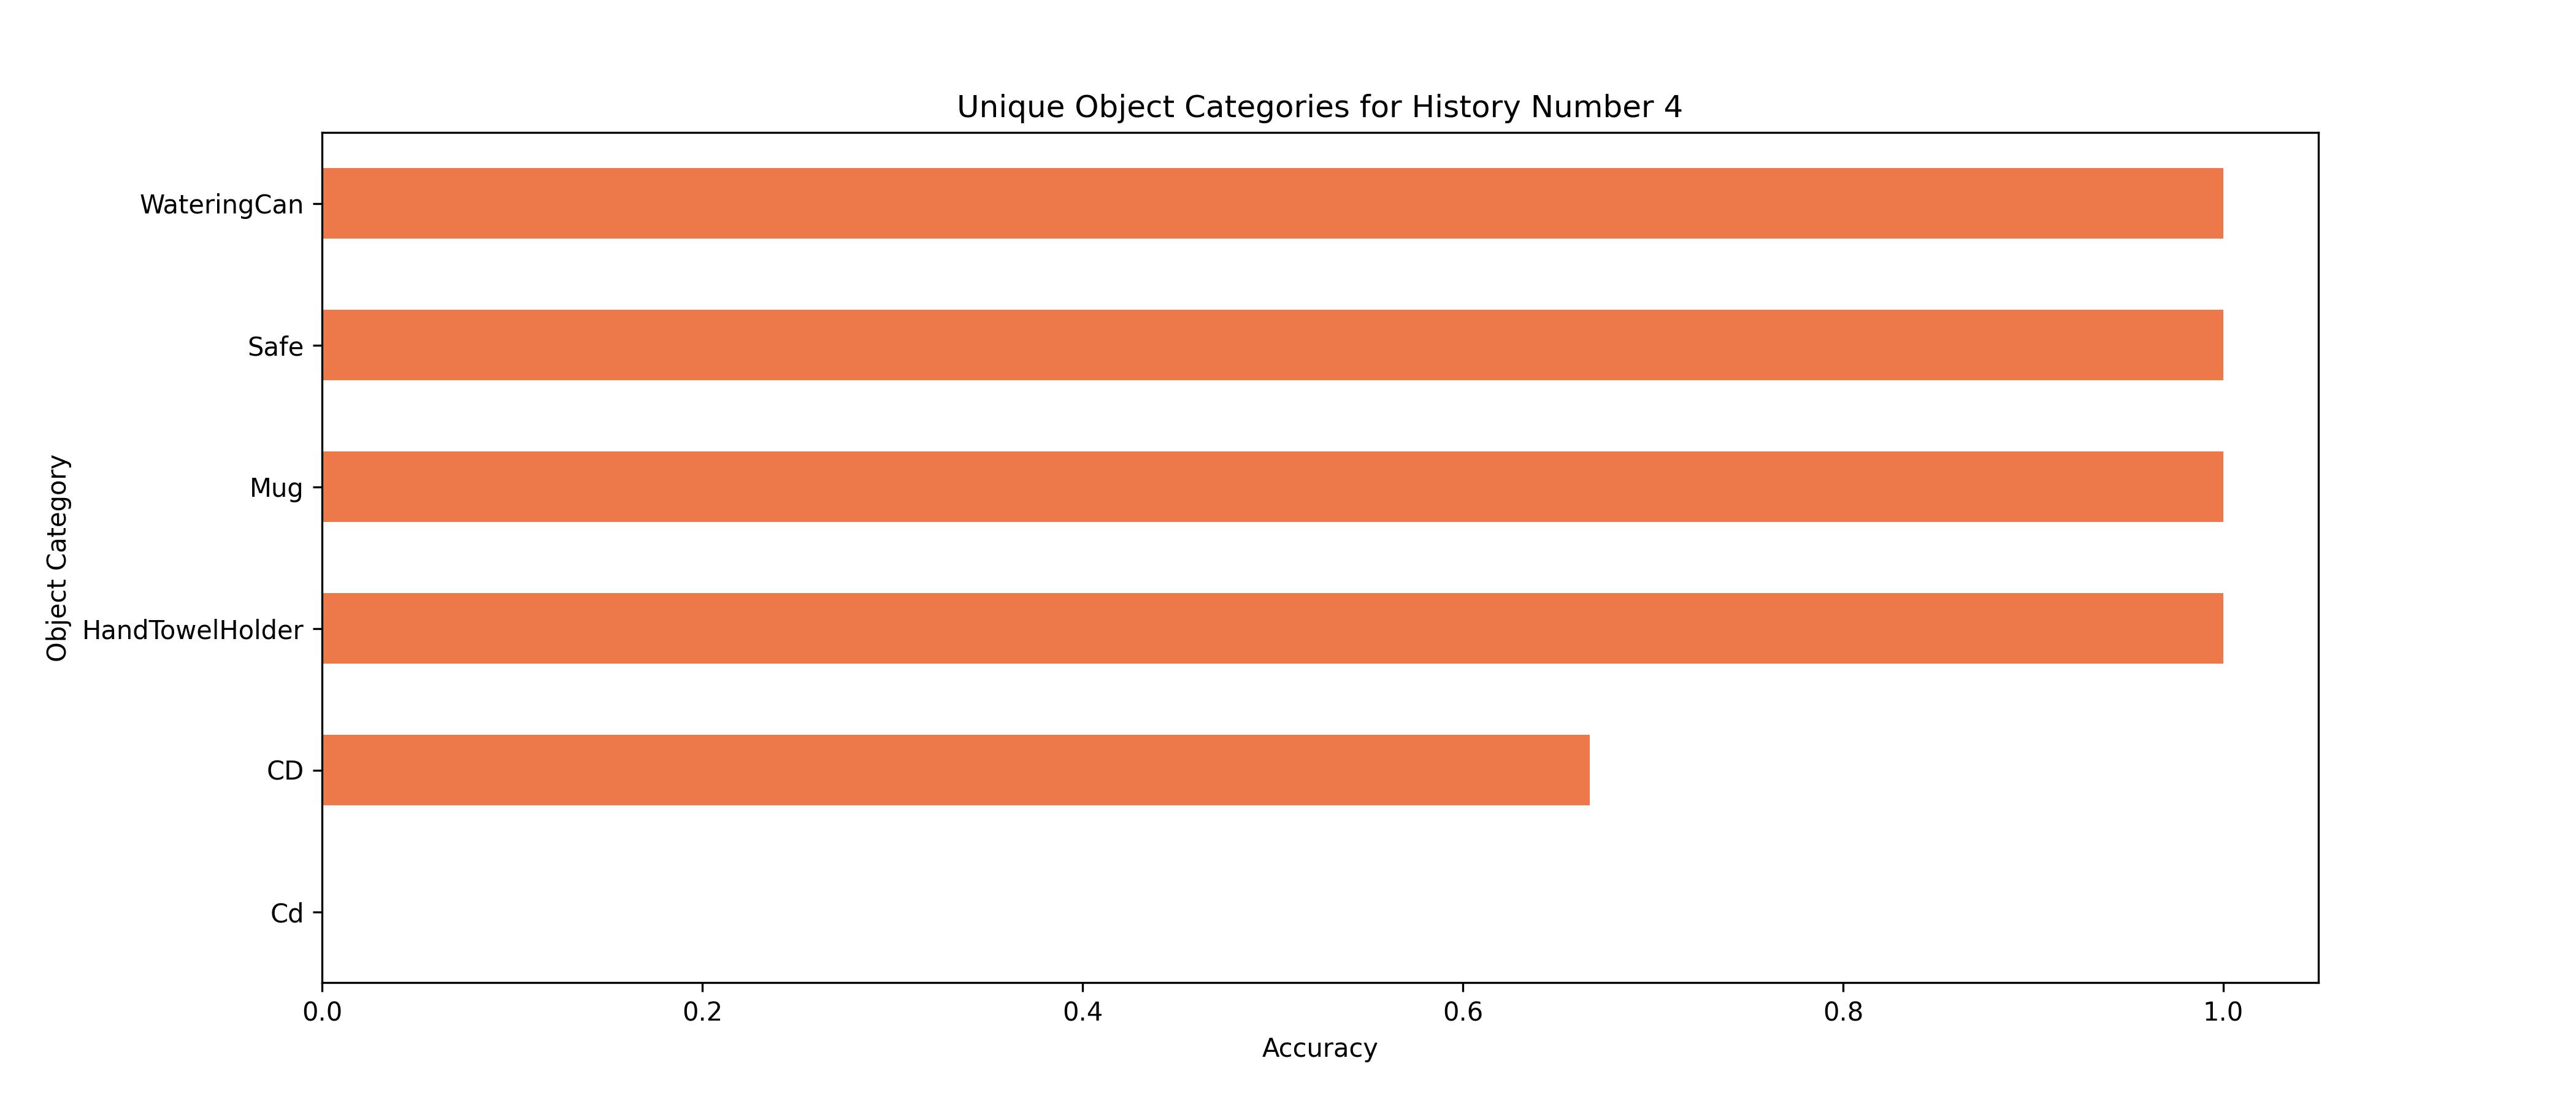 Unique Object Categories for History Number 4
Object Category
WateringCan
Safe
Mug
HandTowelHolder
CD
Cd
0.0 0.2 0.4 0.6 0.8 1.0
Accuracy